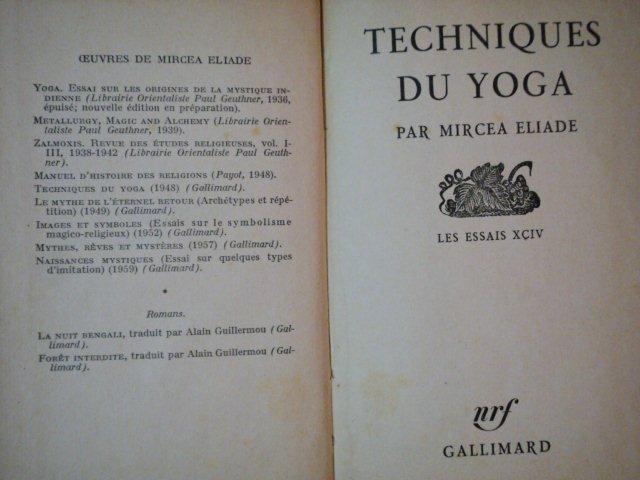 ŒUVRES DE MIRCEA ELIADE
YOGA. ESSAI SUR LES ORIGINES DE LA MYSTIQUE IN-
DIENNE (Librairie Orientaliste Paul Geuthner, 1936,
épuisé; nouvelle édition en préparation).
METALLURGY, MAGIC AND ALCHEMY (Librairie Orien-
taliste Paul Geuthner, 1939).
ZALMOXIS. REVUE DES ÉTUDES RELIGIEUSES, vol. I-
III, 1938-1942 (Librairie Orientaliste Paul Geuth-
ner).
MANUEL D'HISTOIRE DES RELIGIONS (Payot, 1948).
TECHNIQUES DU YOGA (1948) (Gallimard).
LE MYTHE DE L'ÉTERNEL RETOUR (Archétypes et répé-
tition) (1949) (Gallimard).
IMAGES ET SYMBOLES (Essais sur le symbolisme
magico-religieux) (1952) (Gallimard).
MYTHES, RÊVES ET MYSTÈRES (1957) (Gallimard).
NAISSANCES MYSTIQUES (Essai sur quelques types
d'imitation) (1959) (Gallimard).
*
Romans.
LA NUIT BENGALI, traduit par Alain Guillermou (Gal-
limard).
FORÊT INTERDITE, traduit par Alain Guillermou (Gal-
limard).
TECHNIQUES
DU YOGA
PAR MIRCEA ELIADE
LES ESSAIS XCIV
nrf
GALLIMARD